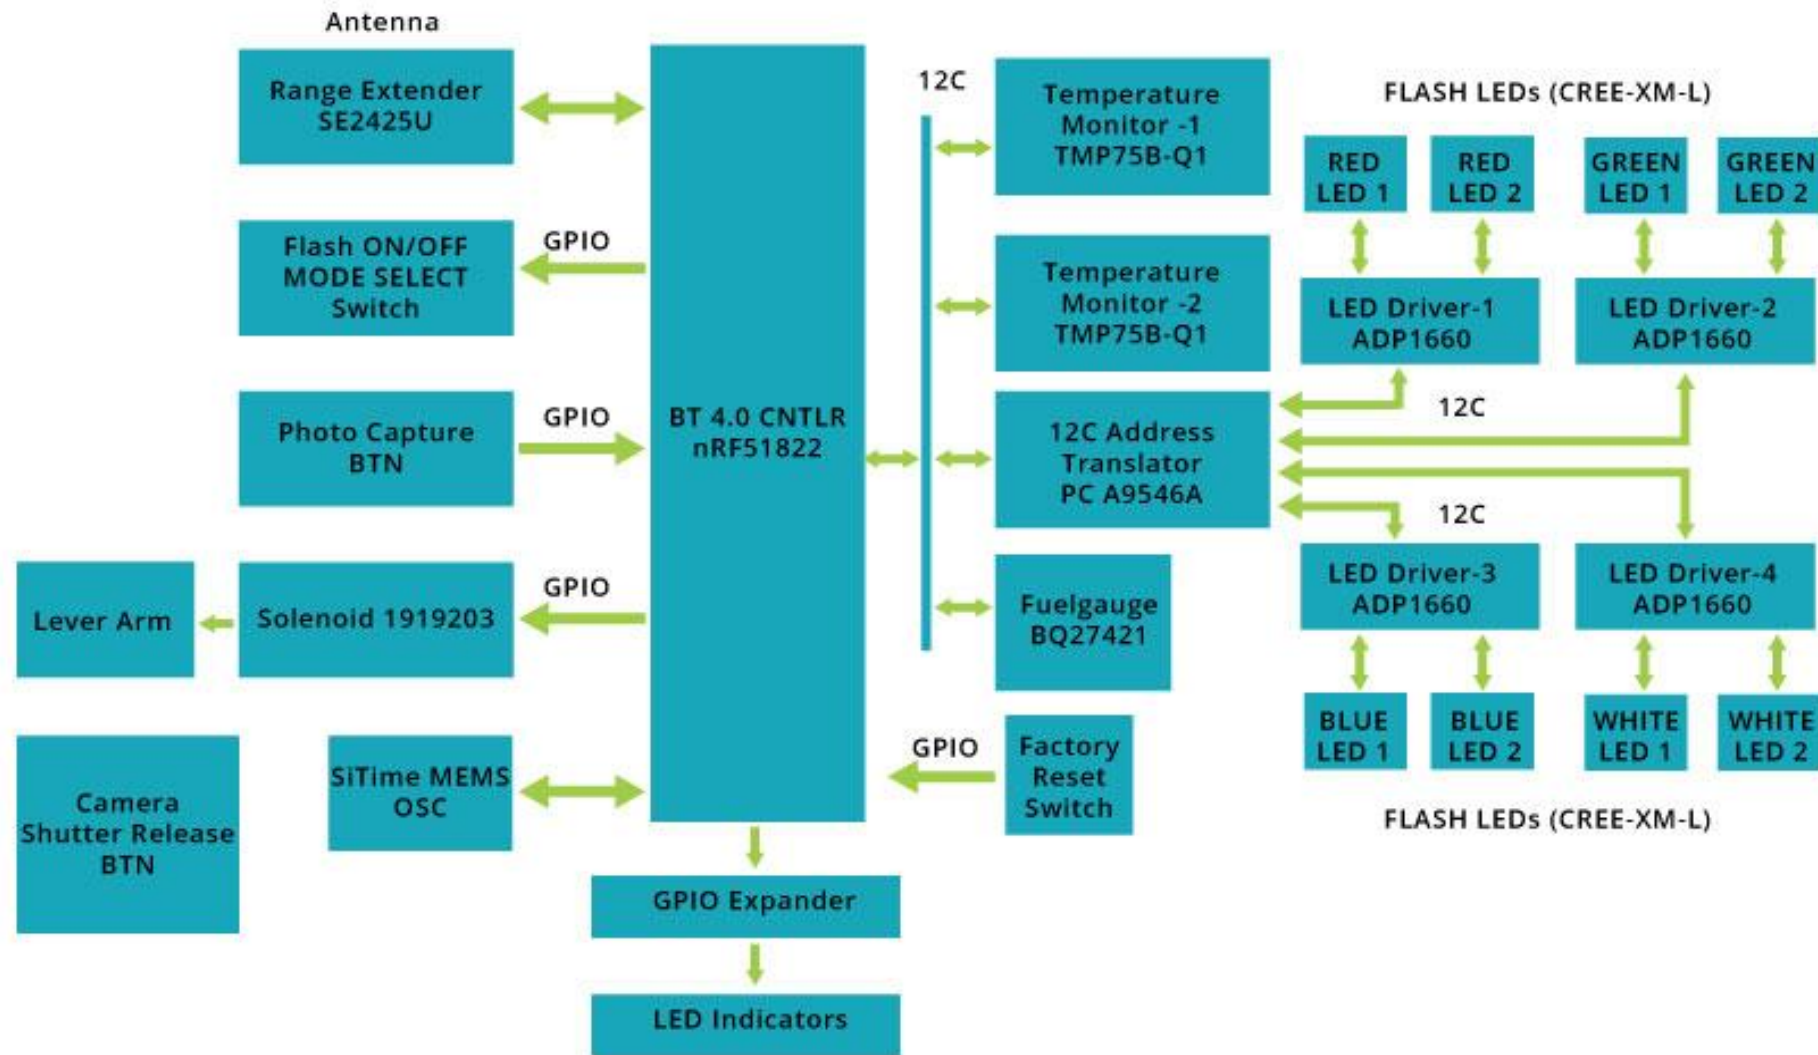 Antenna
Range Extender
SE2425U
Flash ON/OFF
MODE SELECT
Switch
GPIO
Photo Capture
BTN
GPIO
Lever Arm
Solenoid 1919203
GPIO
Camera
Shutter Release
BTN
SiTime MEMS
OSC
BT 4.0 CNTLR
nRF51822
GPIO Expander
LED Indicators
12C
Temperature
Monitor -1
TMP75B-Q1
Temperature
Monitor -2
TMP75B-Q1
12C Address
Translator
PC A9546A
Fuelgauge
BQ27421
GPIO
Factory
Reset
Switch
FLASH LEDs (CREE-XM-L)
RED
LED 1
RED
LED 2
GREEN
LED 1
GREEN
LED 2
LED Driver-1
ADP1660
LED Driver-2
ADP1660
12C
12C
LED Driver-3
ADP1660
LED Driver-4
ADP1660
BLUE
LED 1
BLUE
LED 2
WHITE
LED 1
WHITE
LED 2
FLASH LEDs (CREE-XM-L)